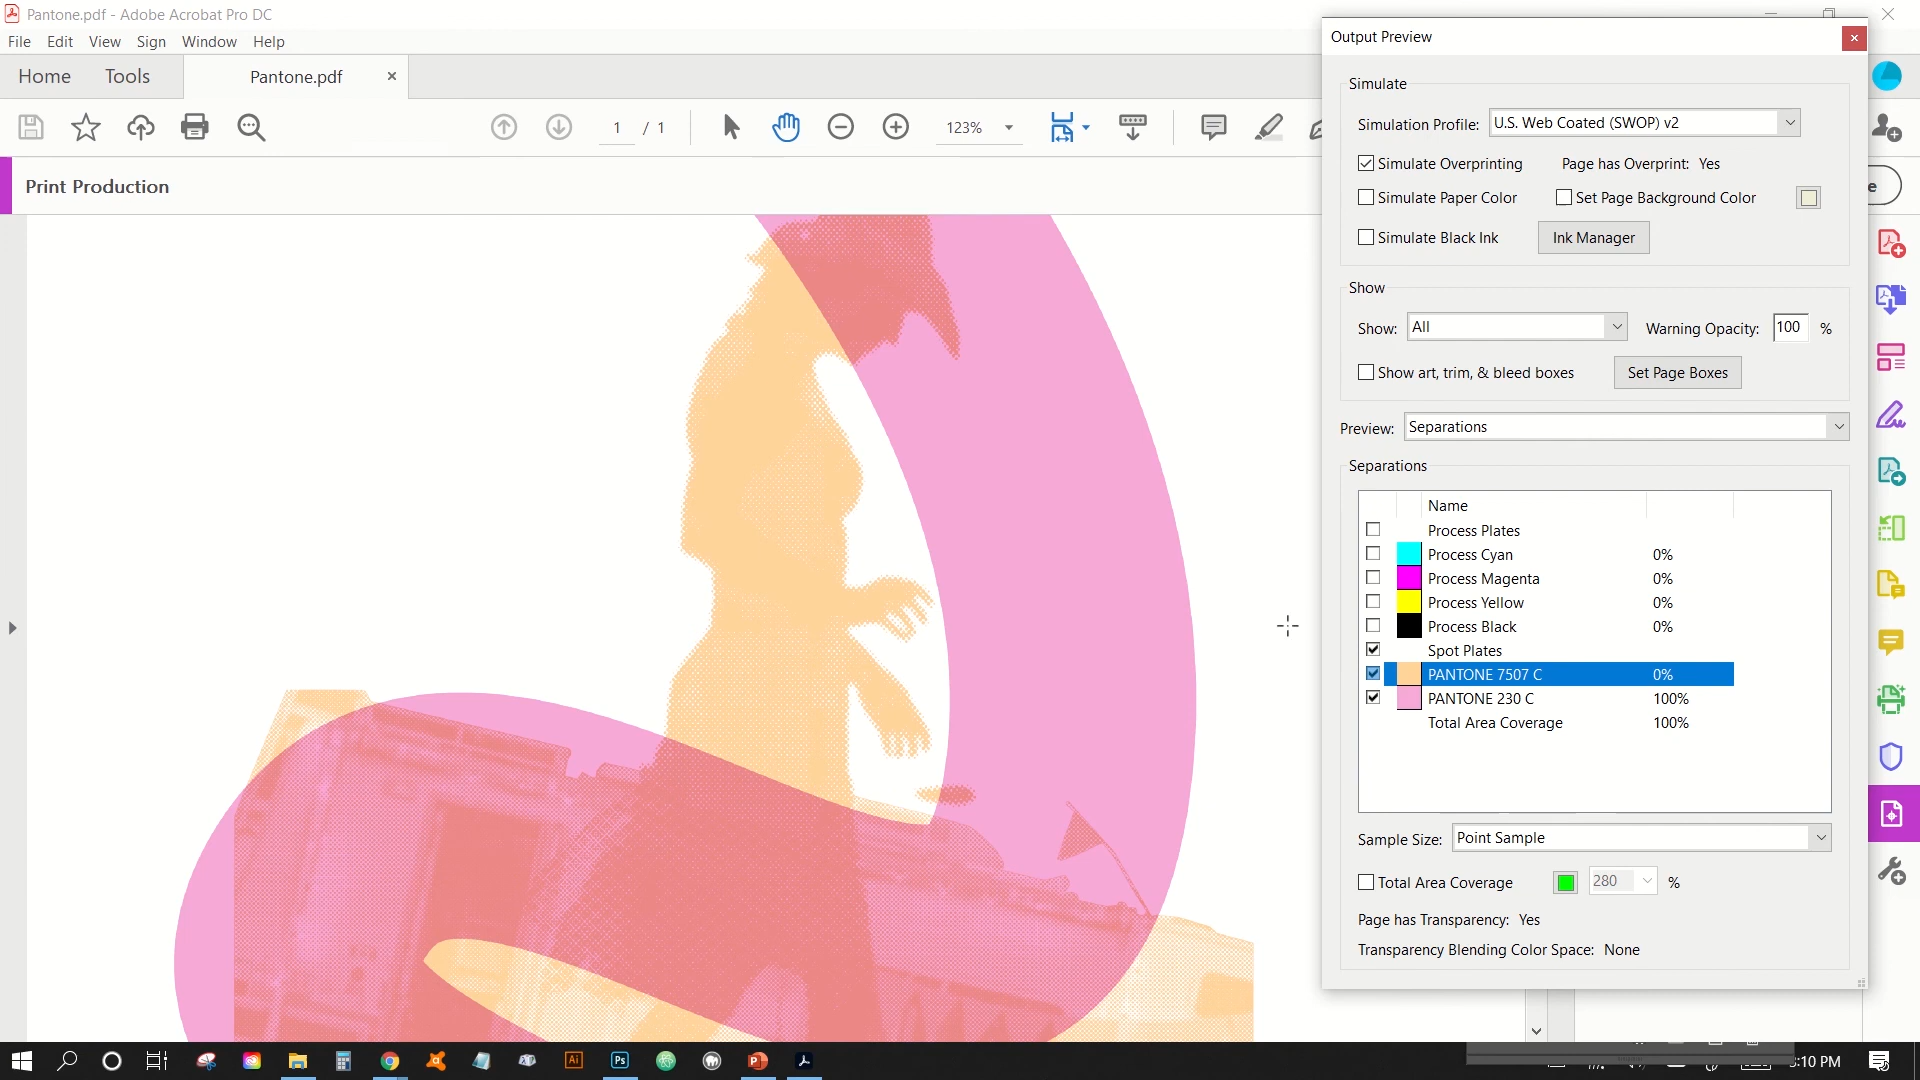 Pantone.pdf - Adobe Acrobat Pro DC
File Edit View Sign Window Help
Home Tools Pantone.pdf ×
1 / 1
123%
Print Production
e
Output Preview
Simulate
Simulation Profile: U.S. Web Coated (SWOP) v2
Simulate Overprinting Page has Overprint: Yes
Simulate Paper Color Set Page Background Color
Simulate Black Ink Ink Manager
Show
Show: All Warning Opacity: 100 %
Show art, trim, & bleed boxes Set Page Boxes
Preview: Separations
Separations
Name
Process Plates
Process Cyan 0%
Process Magenta 0%
Process Yellow 0%
Process Black 0%
Spot Plates
PANTONE 7507 C 0%
PANTONE 230 C 100%
Total Area Coverage 100%
Sample Size: Point Sample
Total Area Coverage 280 %
Page has Transparency: Yes
Transparency Blending Color Space: None
Ai Ps P
:10 PM